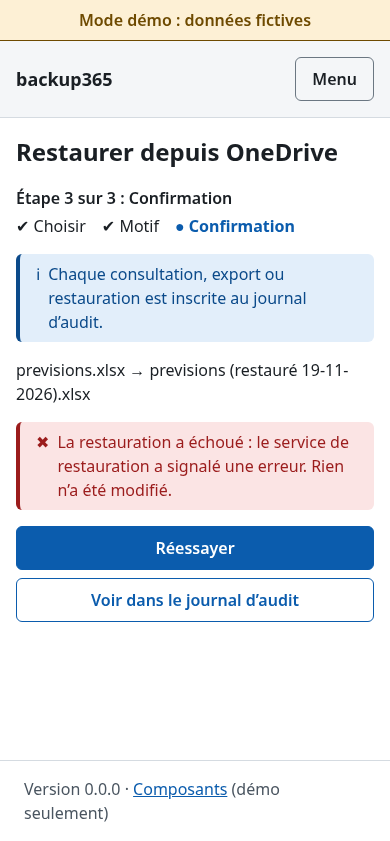 Mode démo : données fictives
backup365
Menu
Restaurer depuis OneDrive
Étape 3 sur 3 : Confirmation
✔ Choisir ✔ Motif ● Confirmation
i Chaque consultation, export ou
restauration est inscrite au journal
d’audit.
previsions.xlsx → previsions (restauré 19-11-
2026).xlsx
✖ La restauration a échoué : le service de
restauration a signalé une erreur. Rien
n’a été modifié.
Réessayer
Voir dans le journal d’audit
Version 0.0.0 · Composants (démo
seulement)